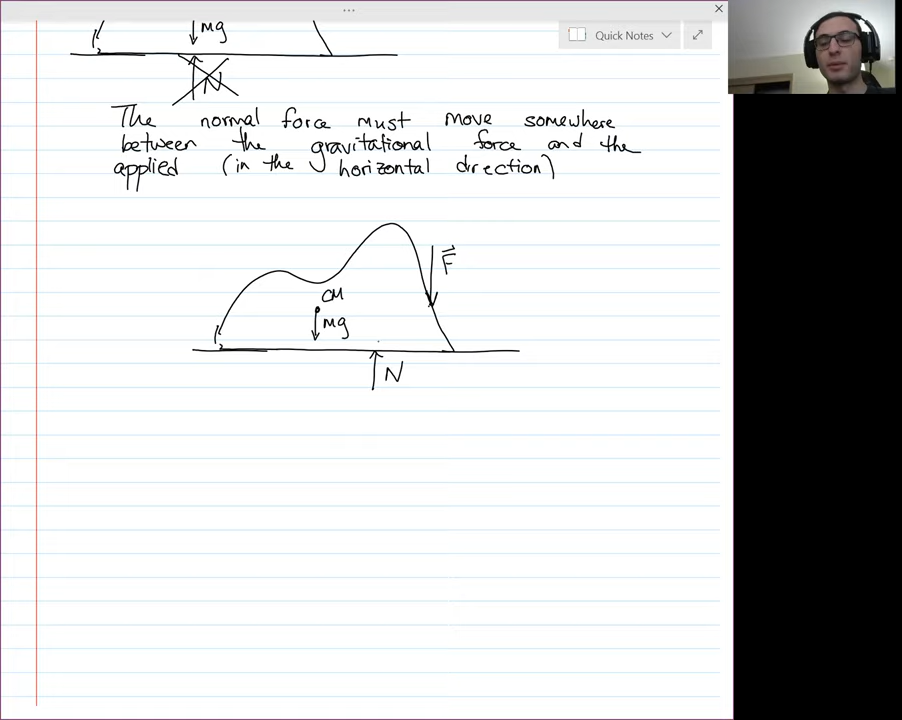 Quick Notes
mg
N
The normal force must move somewhere
between the gravitational force and the
applied (in the horizontal direction)
F
CM
mg
N